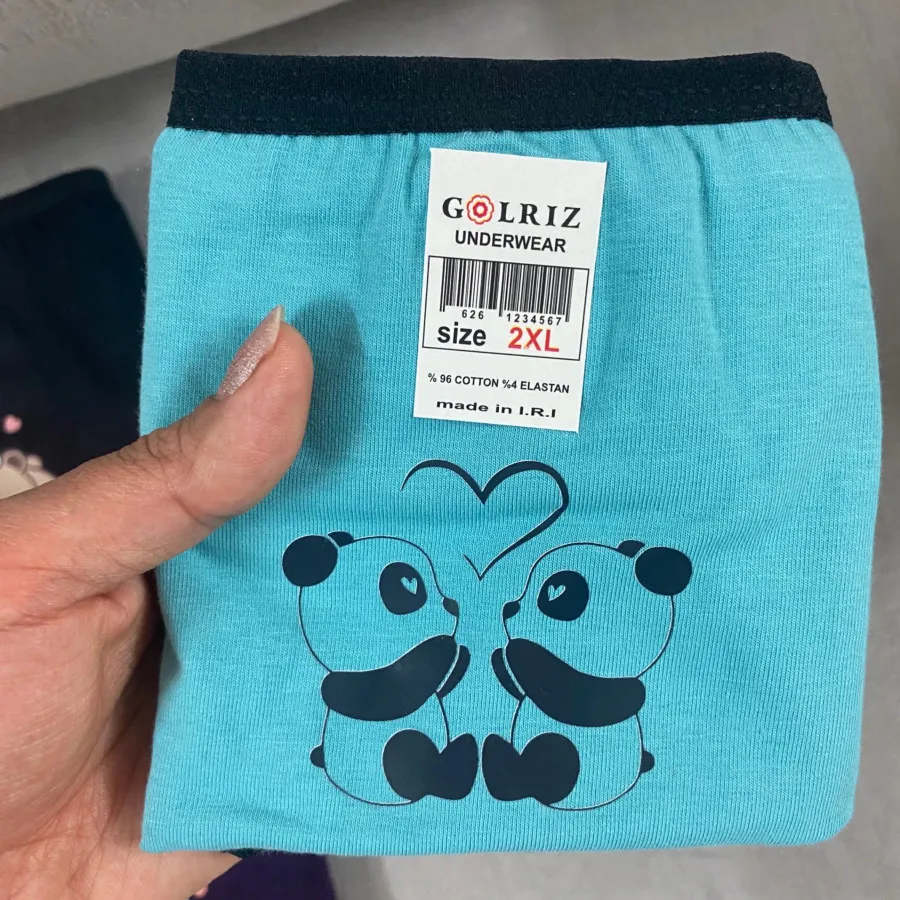 GOLRIZ
UNDERWEAR
626 1234567
size 2XL
% 96 COTTON %4 ELASTAN
made in I.R.I